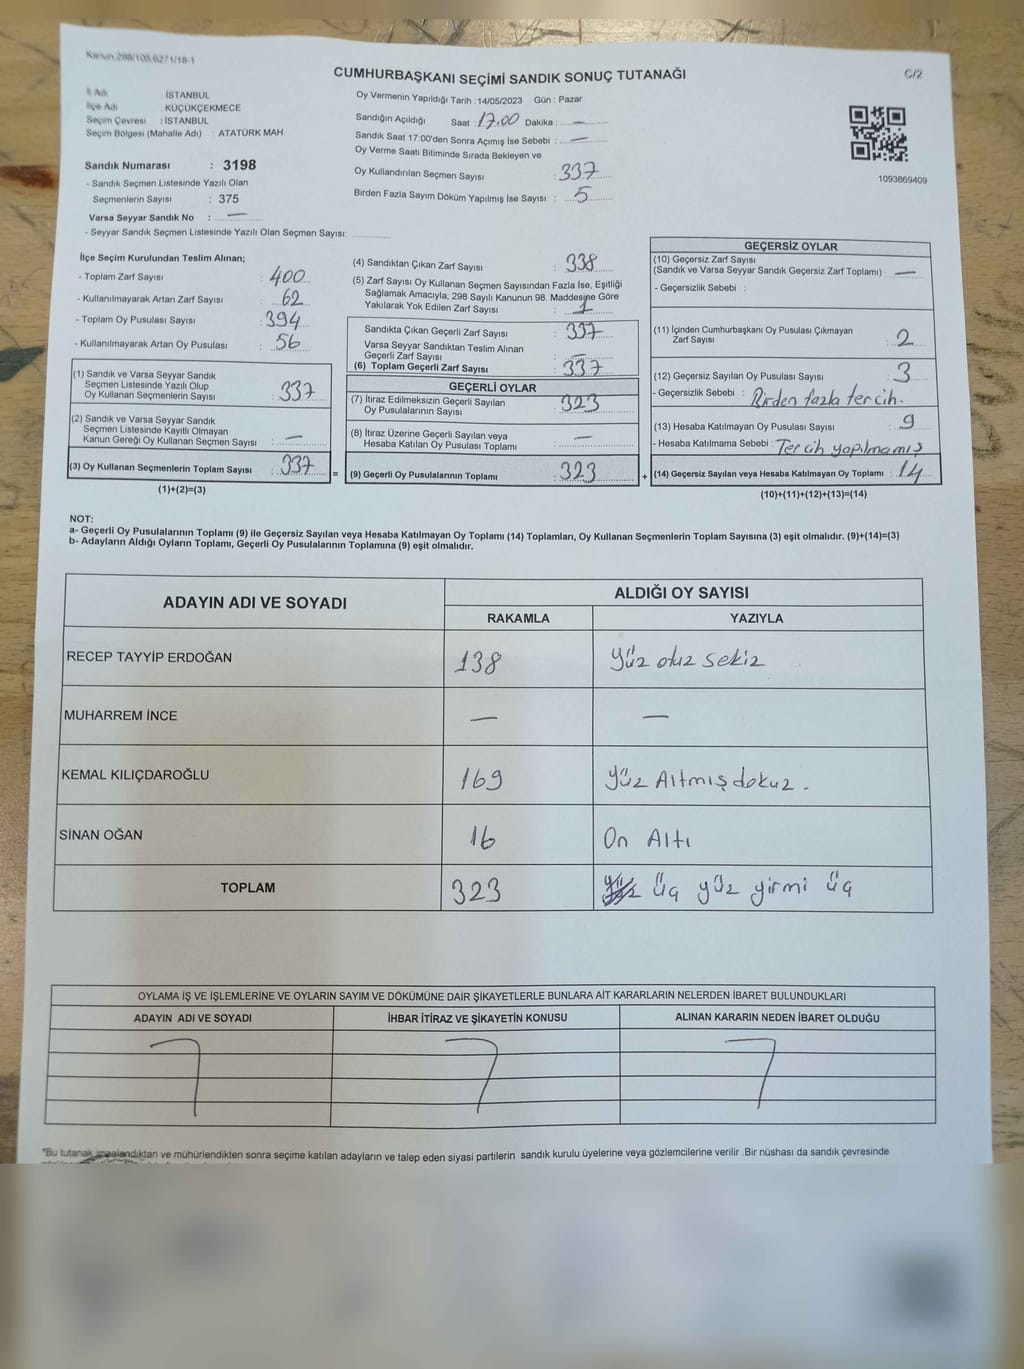 Kanun 298/105,6271/18-1
C/2
CUMHURBAŞKANI SEÇİMİ SANDIK SONUÇ TUTANAĞI
İl Adı : İSTANBUL
İlçe Adı : KÜÇÜKÇEKMECE
Seçim Çevresi : İSTANBUL
Seçim Bölgesi (Mahalle Adı) : ATATÜRK MAH.
Sandık Numarası : 3198
- Sandık Seçmen Listesinde Yazılı Olan
Seçmenlerin Sayısı : 375
Varsa Seyyar Sandık No : —
- Seyyar Sandık Seçmen Listesinde Yazılı Olan Seçmen Sayısı:
Oy Vermenin Yapıldığı Tarih : 14/05/2023 Gün : Pazar
Sandığın Açıldığı Saat : 17.00 Dakika : —
Sandık Saat 17:00'den Sonra Açımış İse Sebebi : —
Oy Verme Saati Bitiminde Sırada Bekleyen ve
Oy Kullandırılan Seçmen Sayısı : 337
Birden Fazla Sayım Döküm Yapılmış İse Sayısı : 5
1093869409
İlçe Seçim Kurulundan Teslim Alınan;
- Toplam Zarf Sayısı : 400
- Kullanılmayarak Artan Zarf Sayısı : 62
- Toplam Oy Pusulası Sayısı : 394
- Kullanılmayarak Artan Oy Pusulası : 56
(1) Sandık ve Varsa Seyyar Sandık
Seçmen Listesinde Yazılı Olup
Oy Kullanan Seçmenlerin Sayısı : 337
(2) Sandık ve Varsa Seyyar Sandık
Seçmen Listesinde Kayıtlı Olmayan
Kanun Gereği Oy Kullanan Seçmen Sayısı : —
(3) Oy Kullanan Seçmenlerin Toplam Sayısı : 337
(1)+(2)=(3)
=
(4) Sandıktan Çıkan Zarf Sayısı : 338
(5) Zarf Sayısı Oy Kullanan Seçmen Sayısından Fazla İse, Eşitliği
Sağlamak Amacıyla; 298 Sayılı Kanunun 98. Maddesine Göre
Yakılarak Yok Edilen Zarf Sayısı : 1
Sandıkta Çıkan Geçerli Zarf Sayısı : 337
Varsa Seyyar Sandıktan Teslim Alınan
Geçerli Zarf Sayısı : —
(6) Toplam Geçerli Zarf Sayısı : 337
GEÇERLİ OYLAR
(7) İtiraz Edilmeksizin Geçerli Sayılan
Oy Pusulalarının Sayısı : 323
(8) İtiraz Üzerine Geçerli Sayılan veya
Hesaba Katılan Oy Pusulası Toplamı : —
(9) Geçerli Oy Pusulalarının Toplamı : 323
+
GEÇERSİZ OYLAR
(10) Geçersiz Zarf Sayısı
(Sandık ve Varsa Seyyar Sandık Geçersiz Zarf Toplamı) : —
- Geçersizlik Sebebi :
(11) İçinden Cumhurbaşkanı Oy Pusulası Çıkmayan
Zarf Sayısı : 2
(12) Geçersiz Sayılan Oy Pusulası Sayısı : 3
- Geçersizlik Sebebi : Birden fazla tercih.
(13) Hesaba Katılmayan Oy Pusulası Sayısı : 9
- Hesaba Katılmama Sebebi : Tercih yapılmamış
(14) Geçersiz Sayılan veya Hesaba Katılmayan Oy Toplamı : 14
(10)+(11)+(12)+(13)=(14)
NOT:
a- Geçerli Oy Pusulalarının Toplamı (9) ile Geçersiz Sayılan veya Hesaba Katılmayan Oy Toplamı (14) Toplamları, Oy Kullanan Seçmenlerin Toplam Sayısına (3) eşit olmalıdır. (9)+(14)=(3)
b- Adayların Aldığı Oyların Toplamı, Geçerli Oy Pusulalarının Toplamına (9) eşit olmalıdır.
ADAYIN ADI VE SOYADI
ALDIĞI OY SAYISI
RAKAMLA YAZIYLA
RECEP TAYYİP ERDOĞAN 138 Yüz otuz sekiz
MUHARREM İNCE — —
KEMAL KILIÇDAROĞLU 169 Yüz Altmış dokuz.
SİNAN OĞAN 16 On Altı
TOPLAM 323 Üç yüz yirmi üç
OYLAMA İŞ VE İŞLEMLERİNE VE OYLARIN SAYIM VE DÖKÜMÜNE DAİR ŞİKAYETLERLE BUNLARA AİT KARARLARIN NELERDEN İBARET BULUNDUKLARI
ADAYIN ADI VE SOYADI İHBAR İTİRAZ VE ŞİKAYETİN KONUSU ALINAN KARARIN NEDEN İBARET OLDUĞU
*Bu tutanak imzalandıktan ve mühürlendikten sonra seçime katılan adayların ve talep eden siyasi partilerin sandık kurulu üyelerine veya gözlemcilerine verilir .Bir nüshası da sandık çevresinde